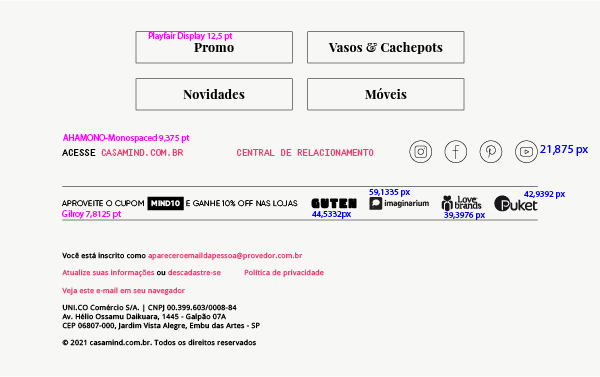 Playfair Display 12,5 pt
Promo
Vasos & Cachepots
Novidades
Móveis
AHAMONO-Monospaced 9,375 pt
ACESSE CASAMIND.COM.BR
CENTRAL DE RELACIONAMENTO
21,875 px
APROVEITE O CUPOM MIND10 E GANHE 10% OFF NAS LOJAS
Gilroy 7,8125 pt
GUTEN
44,5332px
59,1335 px
imaginarium
Love brands
39,3976 px
42,9392 px
Puket
Você está inscrito como apareceroemaildapessoa@provedor.com.br
Atualize suas informações ou descadastre-se
Política de privacidade
Veja este e-mail em seu navegador
UNI.CO Comércio S/A. | CNPJ 00.399.603/0008-84
Av. Hélio Ossamu Daikuara, 1445 - Galpão 07A
CEP 06807-000, Jardim Vista Alegre, Embu das Artes - SP
© 2021 casamind.com.br. Todos os direitos reservados